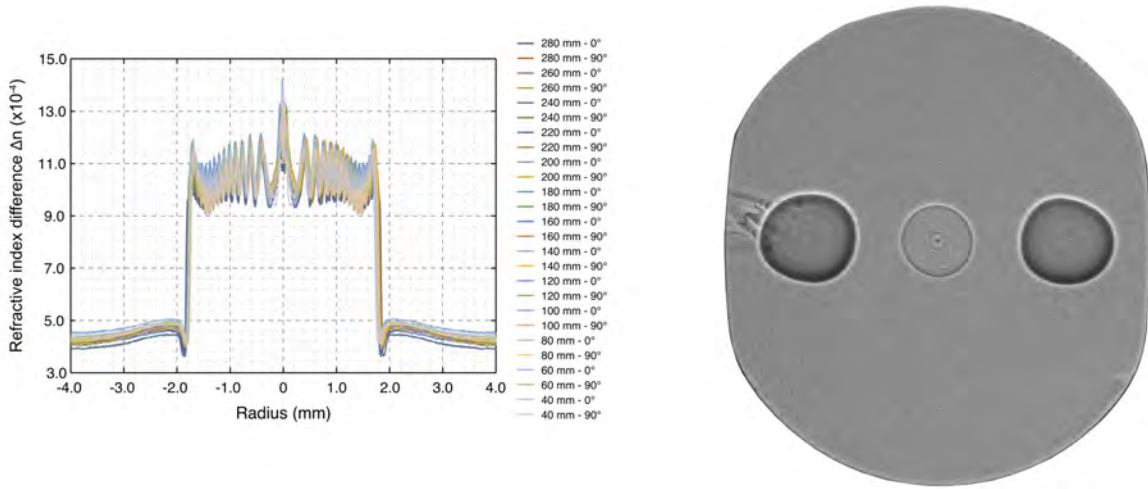 Refractive index difference Δn (x10⁻⁴)
15.0
13.0
11.0
9.0
7.0
5.0
3.0
-4.0 -3.0 -2.0 -1.0 0 1.0 2.0 3.0 4.0
Radius (mm)
280 mm - 0°
280 mm - 90°
260 mm - 0°
260 mm - 90°
240 mm - 0°
240 mm - 90°
220 mm - 0°
220 mm - 90°
200 mm - 0°
200 mm - 90°
180 mm - 0°
180 mm - 90°
160 mm - 0°
160 mm - 90°
140 mm - 0°
140 mm - 90°
120 mm - 0°
120 mm - 90°
100 mm - 0°
100 mm - 90°
80 mm - 0°
80 mm - 90°
60 mm - 0°
60 mm - 90°
40 mm - 0°
40 mm - 90°